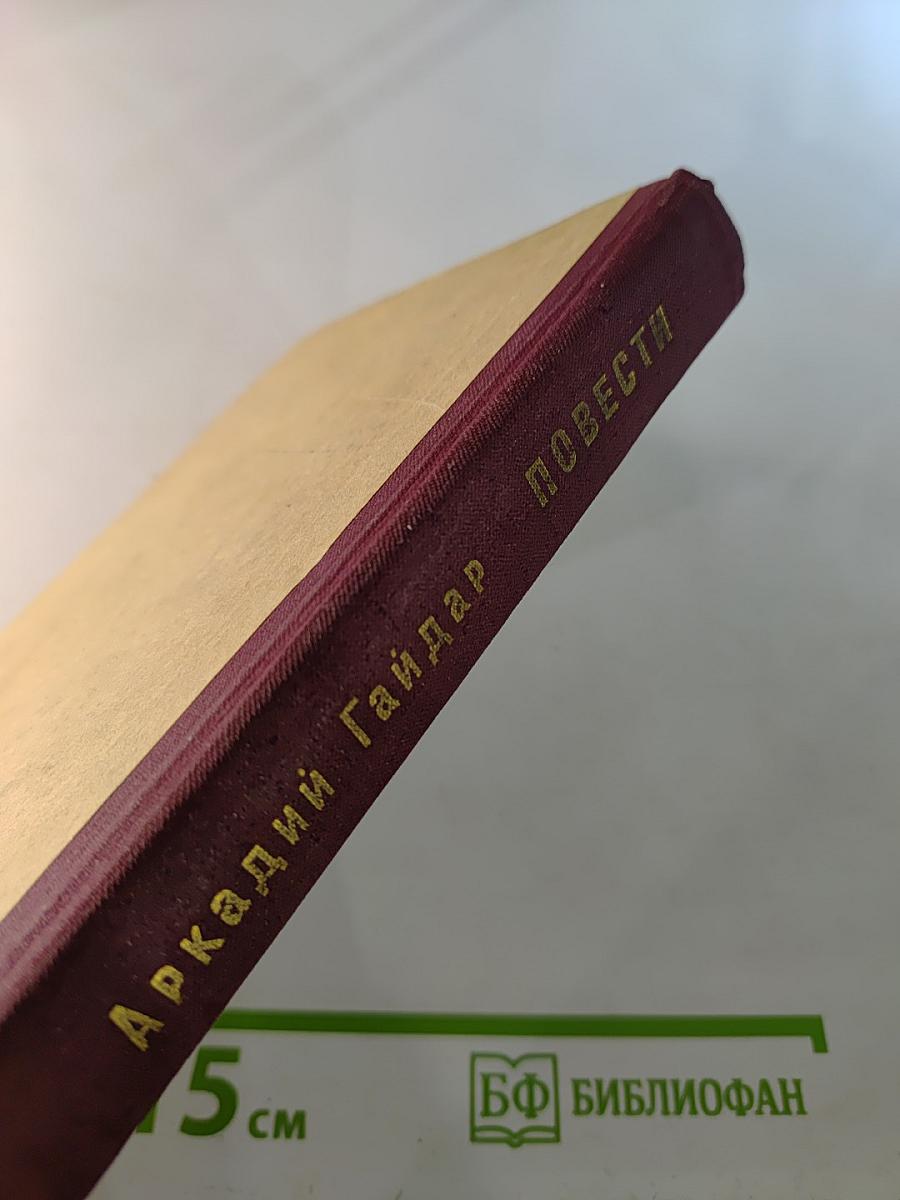 Аркадий Гайдар ПОВЕСТИ
15 см
БФ БИБЛИОФАН